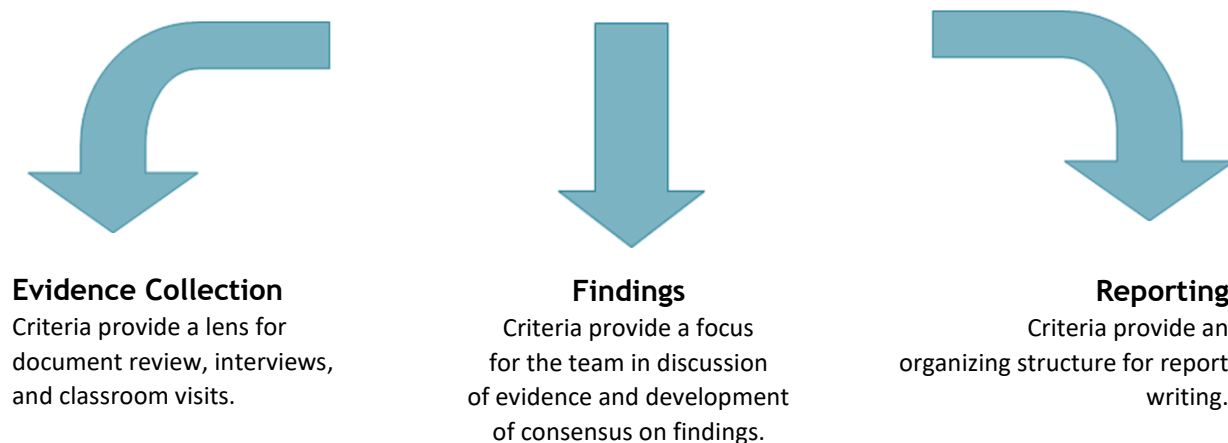 Evidence Collection
Criteria provide a lens for
document review, interviews,
and classroom visits.
Findings
Criteria provide a focus
for the team in discussion
of evidence and development
of consensus on findings.
Reporting
Criteria provide an
organizing structure for report
writing.